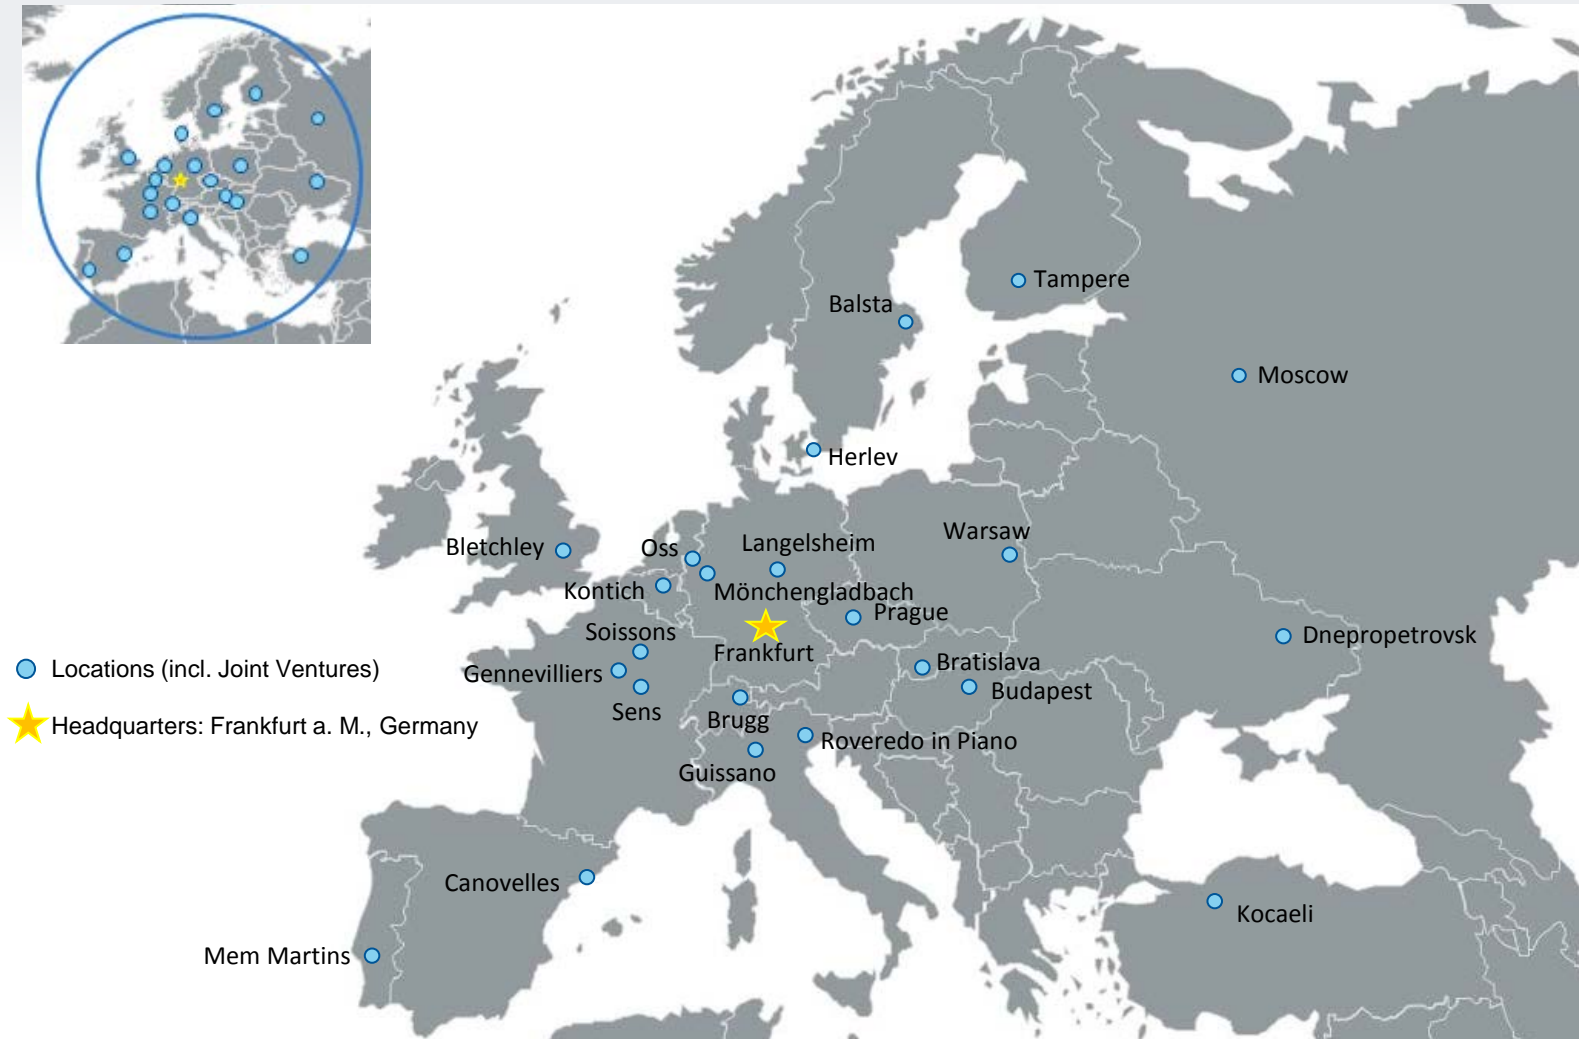 Tampere
Balsta
Moscow
Herlev
Warsaw
Bletchley
Oss
Langelsheim
Kontich
Mönchengladbach
Prague
Soissons
Dnepropetrovsk
Frankfurt
Bratislava
Locations (incl. Joint Ventures)
Gennevilliers
Budapest
Sens
Brugg
Headquarters: Frankfurt a. M., Germany
Roveredo in Piano
Guissano
Canovelles
Kocaeli
Mem Martins